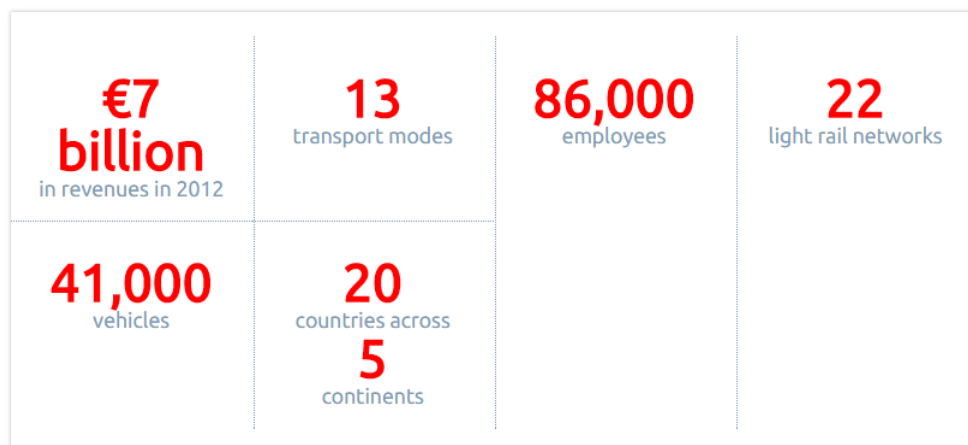 €7
billion
in revenues in 2012
13
transport modes
86,000
employees
22
light rail networks
41,000
vehicles
20
countries across
5
continents